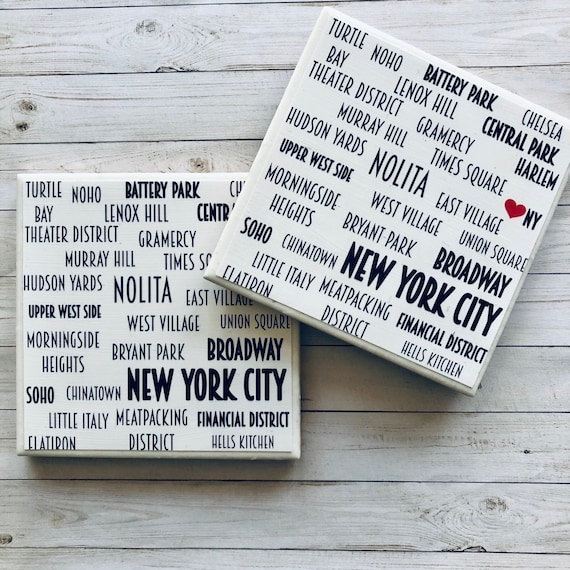 TURTLE BAY NOHO BATTERY PARK CHELSEA
THEATER DISTRICT LENOX HILL CENTRAL PARK
MURRAY HILL GRAMERCY HARLEM
HUDSON YARDS TIMES SQUARE
UPPER WEST SIDE NOLITA EAST VILLAGE ❤NY
MORNINGSIDE HEIGHTS WEST VILLAGE UNION SQUARE
BRYANT PARK BROADWAY
SOHO CHINATOWN NEW YORK CITY
LITTLE ITALY MEATPACKING DISTRICT FINANCIAL DISTRICT
FLATIRON HELLS KITCHEN
TURTLE BAY NOHO BATTERY PARK
LENOX HILL
THEATER DISTRICT GRAMERCY
MURRAY HILL
HUDSON YARDS NOLITA EAST VILLAGE
UPPER WEST SIDE WEST VILLAGE UNION SQUARE
MORNINGSIDE HEIGHTS BRYANT PARK BROADWAY
SOHO CHINATOWN NEW YORK CITY
LITTLE ITALY MEATPACKING DISTRICT FINANCIAL DISTRICT
FLATIRON HELLS KITCHEN